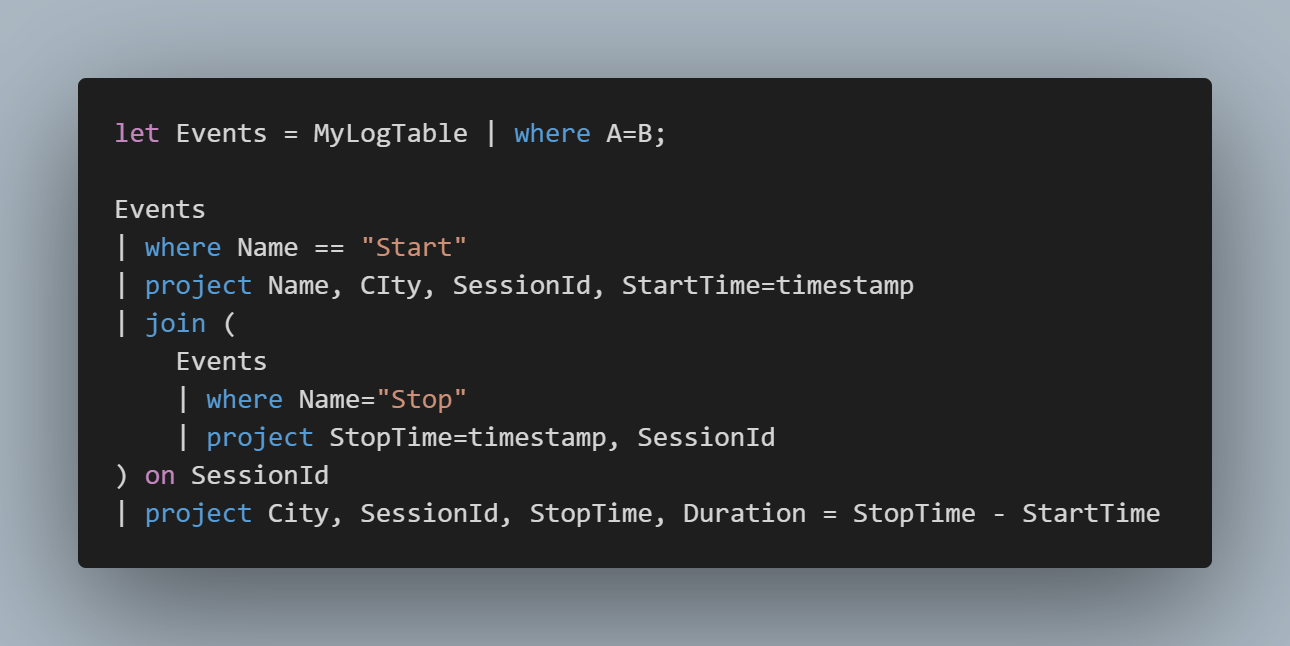 let Events = MyLogTable | where A=B;
Events
| where Name == "Start"
| project Name, CIty, SessionId, StartTime=timestamp
| join (
    Events
    | where Name="Stop"
    | project StopTime=timestamp, SessionId
) on SessionId
| project City, SessionId, StopTime, Duration = StopTime - StartTime